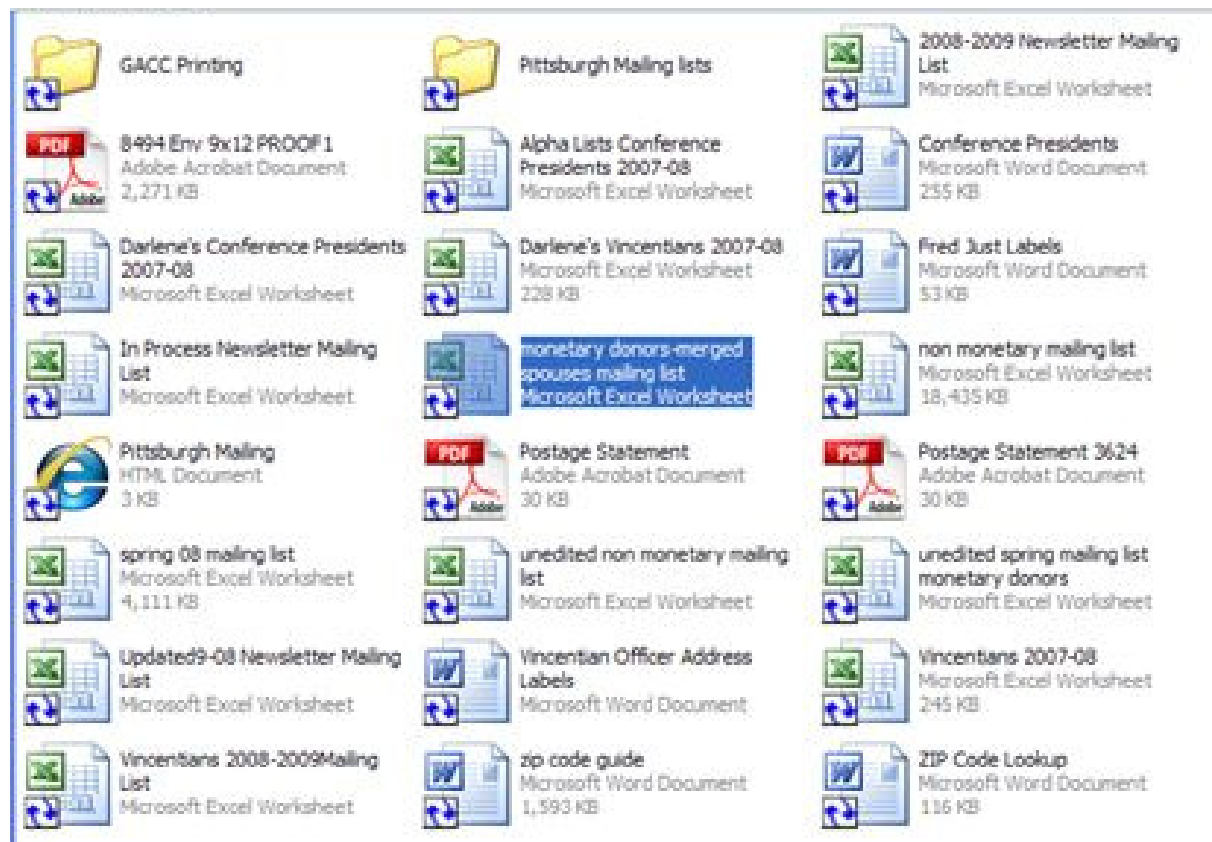 GACC Printing
Pittsburgh Mailing lists
2008-2009 Newsletter Mailing
List
Microsoft Excel Worksheet
8494 Env 9x12 PROOF1
Adobe Acrobat Document
2,271 KB
Alpha Lists Conference
Presidents 2007-08
Microsoft Excel Worksheet
Conference Presidents
Microsoft Word Document
255 KB
Darlene's Conference Presidents
2007-08
Microsoft Excel Worksheet
Darlene's Vincentians 2007-08
Microsoft Excel Worksheet
228 KB
Fred Just Labels
Microsoft Word Document
53 KB
In Process Newsletter Mailing
List
Microsoft Excel Worksheet
monetary donors-merged
spouses mailing list
Microsoft Excel Worksheet
non monetary mailing list
Microsoft Excel Worksheet
18,435 KB
Pittsburgh Mailing
HTML Document
3 KB
PDF
Adobe
Postage Statement
Adobe Acrobat Document
30 KB
PDF
Adobe
Postage Statement 3624
Adobe Acrobat Document
30 KB
spring 08 mailing list
Microsoft Excel Worksheet
4,111 KB
unedited non monetary mailing
list
Microsoft Excel Worksheet
unedited spring mailing list
monetary donors
Microsoft Excel Worksheet
Updated9-08 Newsletter Mailing
List
Microsoft Excel Worksheet
Vincentian Officer Address
Labels
Microsoft Word Document
Vincentians 2007-08
Microsoft Excel Worksheet
245 KB
Vincentians 2008-2009Mailing
List
Microsoft Excel Worksheet
zip code guide
Microsoft Word Document
1,593 KB
ZIP Code Lookup
Microsoft Word Document
116 KB